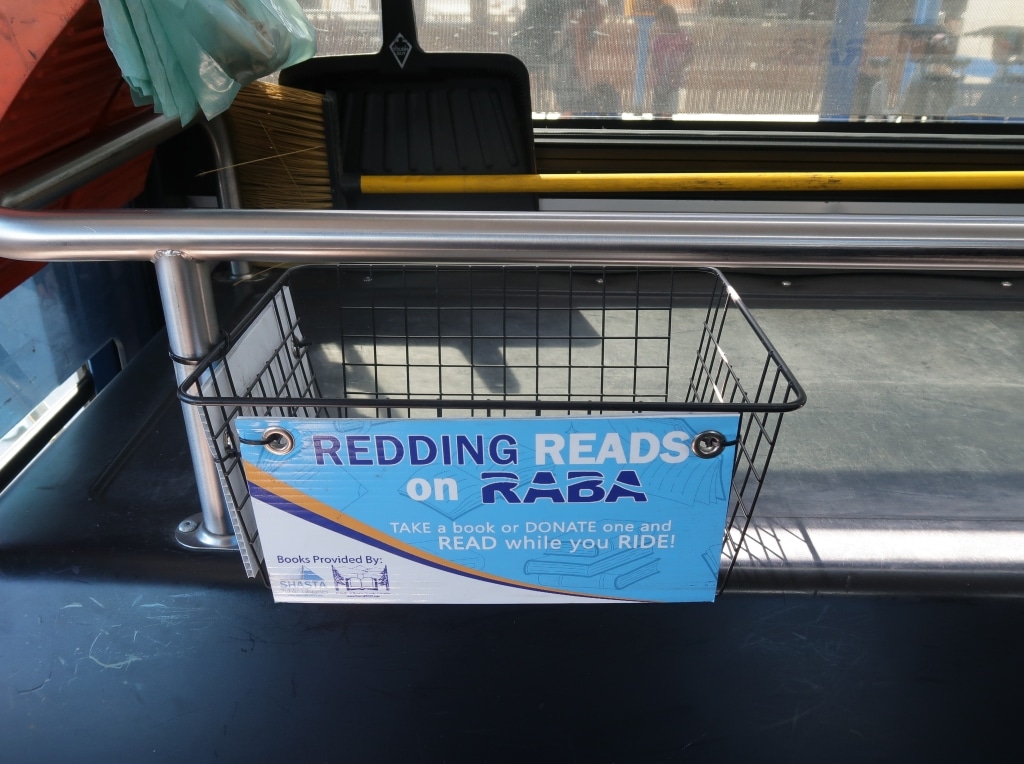 REDDING READS
on RABA
TAKE a book or DONATE one and
READ while you RIDE!
Books Provided By:
SHASTA